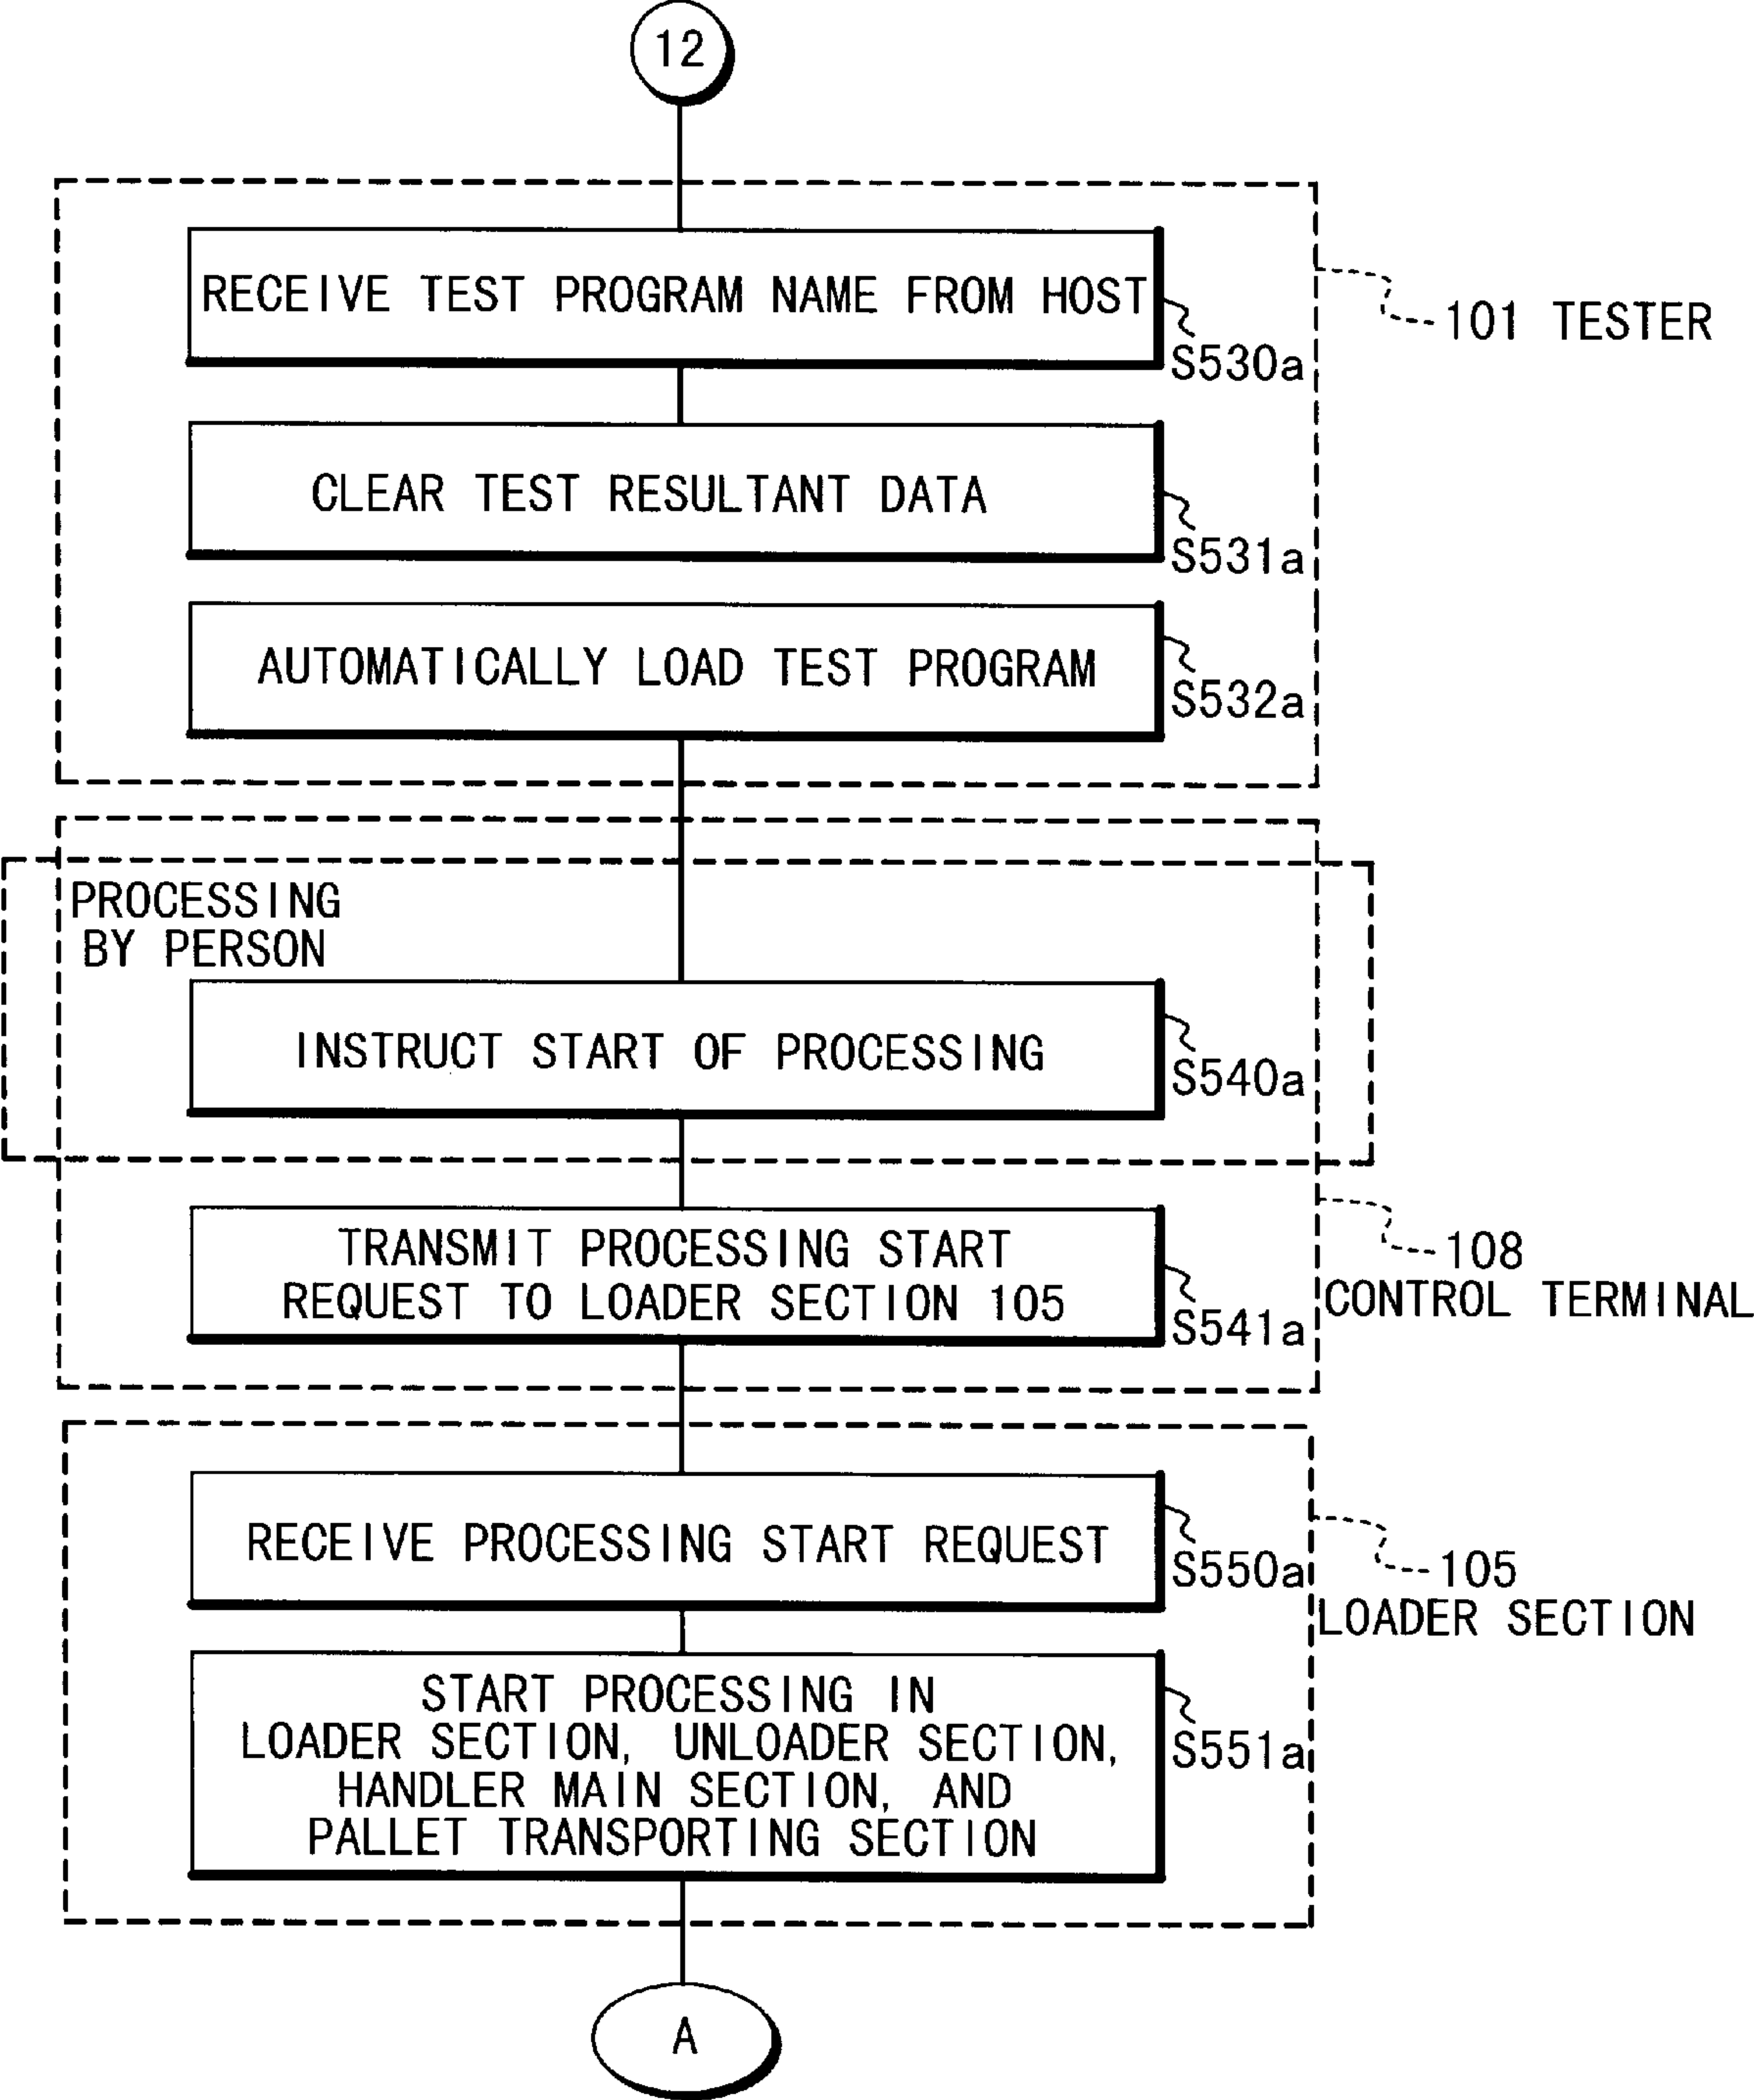 12
RECEIVE TEST PROGRAM NAME FROM HOST
S530a
101 TESTER
CLEAR TEST RESULTANT DATA
S531a
AUTOMATICALLY LOAD TEST PROGRAM
S532a
PROCESSING
BY PERSON
INSTRUCT START OF PROCESSING
S540a
TRANSMIT PROCESSING START
REQUEST TO LOADER SECTION 105
S541a
108
CONTROL TERMINAL
RECEIVE PROCESSING START REQUEST
S550a
105
LOADER SECTION
START PROCESSING IN
LOADER SECTION, UNLOADER SECTION,
HANDLER MAIN SECTION, AND
PALLET TRANSPORTING SECTION
S551a
A